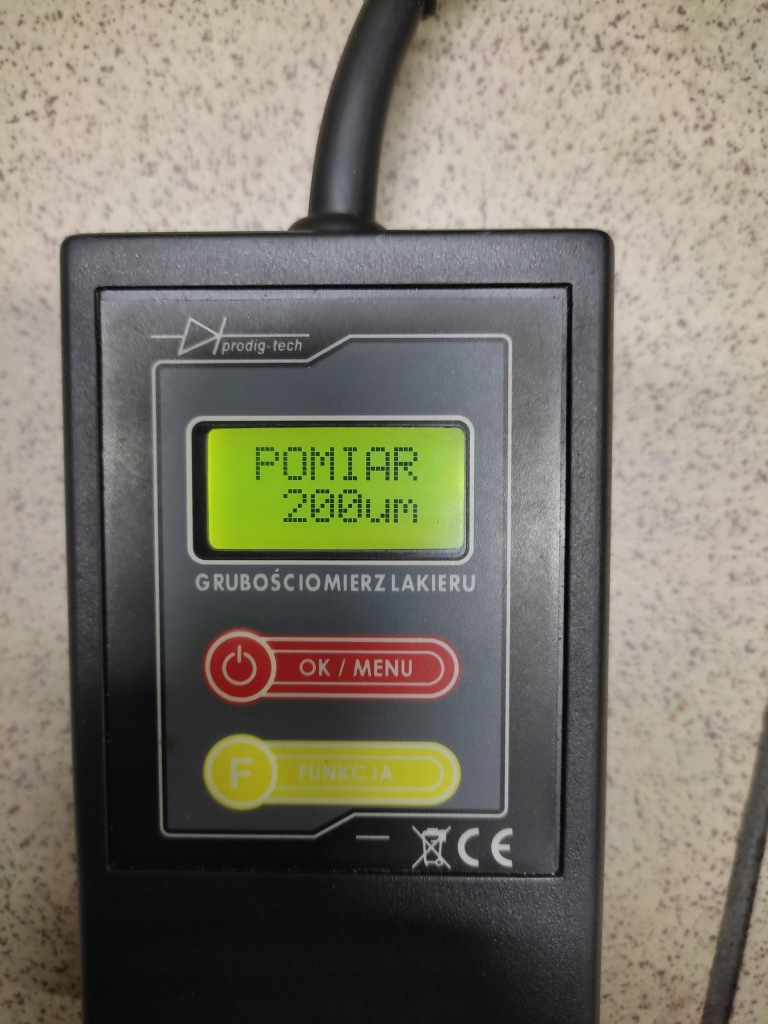 prodig-tech
POMIAR
200um
GRUBOŚCIOMIERZ LAKIERU
OK / MENU
F FUNKCJA
CE